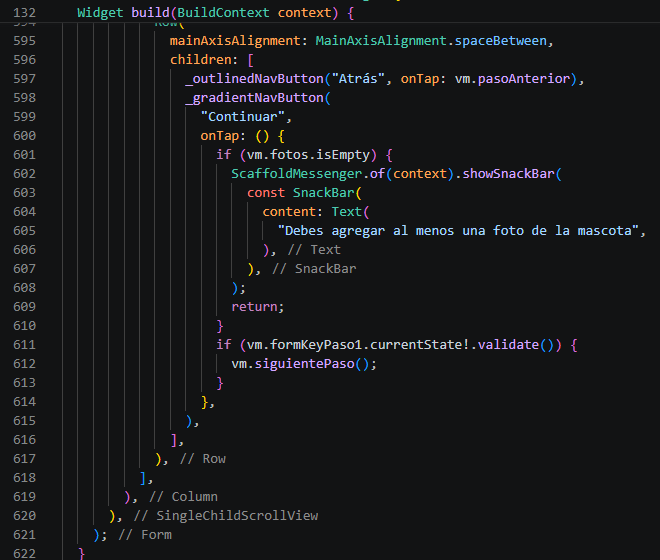 132 Widget build(BuildContext context) {
594 Row(
595 mainAxisAlignment: MainAxisAlignment.spaceBetween,
596 children: [
597 _outlinedNavButton("Atrás", onTap: vm.pasoAnterior),
598 _gradientNavButton(
599 "Continuar",
600 onTap: () {
601 if (vm.fotos.isEmpty) {
602 ScaffoldMessenger.of(context).showSnackBar(
603 const SnackBar(
604 content: Text(
605 "Debes agregar al menos una foto de la mascota",
606 ), // Text
607 ), // SnackBar
608 );
609 return;
610 }
611 if (vm.formKeyPaso1.currentState!.validate()) {
612 vm.siguientePaso();
613 }
614 },
615 ),
616 ],
617 ), // Row
618 ],
619 ), // Column
620 ), // SingleChildScrollView
621 ); // Form
622 }